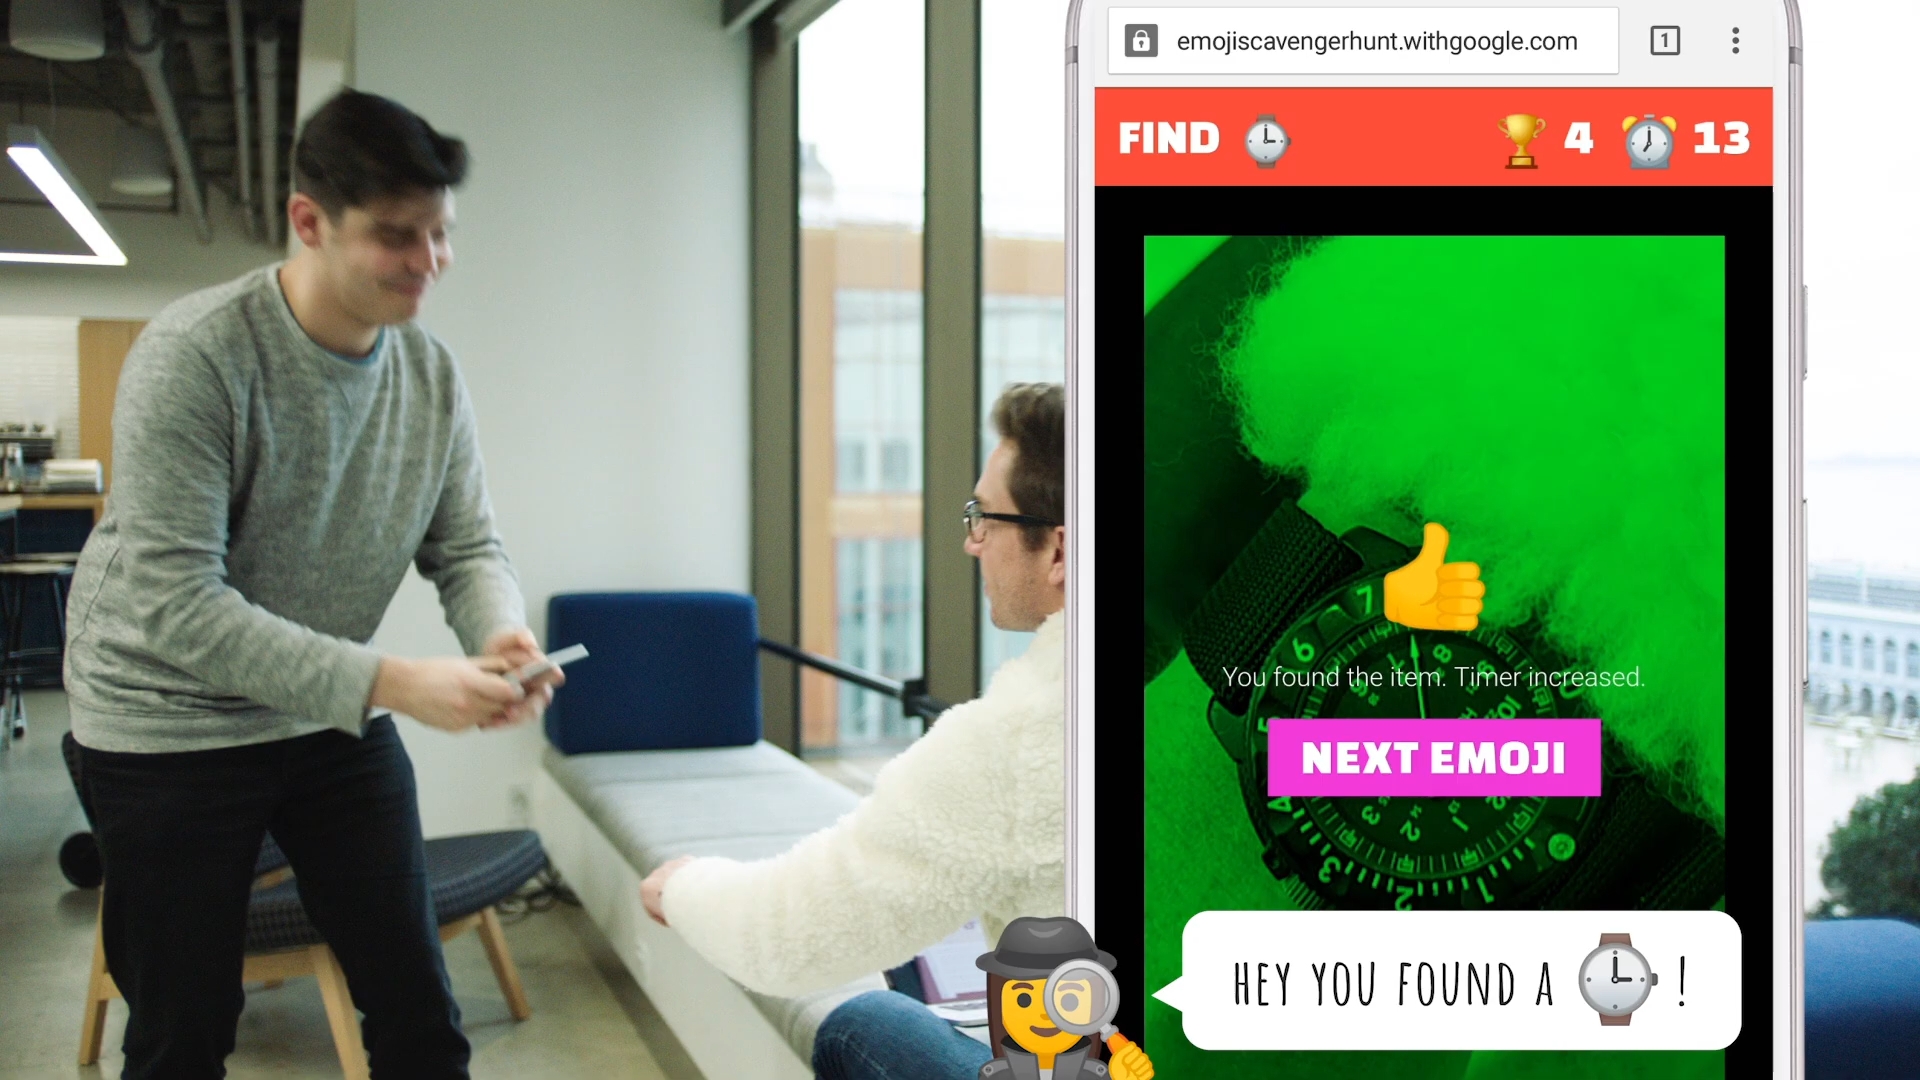 emojiscavengerhunt.withgoogle.com
1
FIND
4
13
You found the item. Timer increased.
NEXT EMOJI
HEY YOU FOUND A !